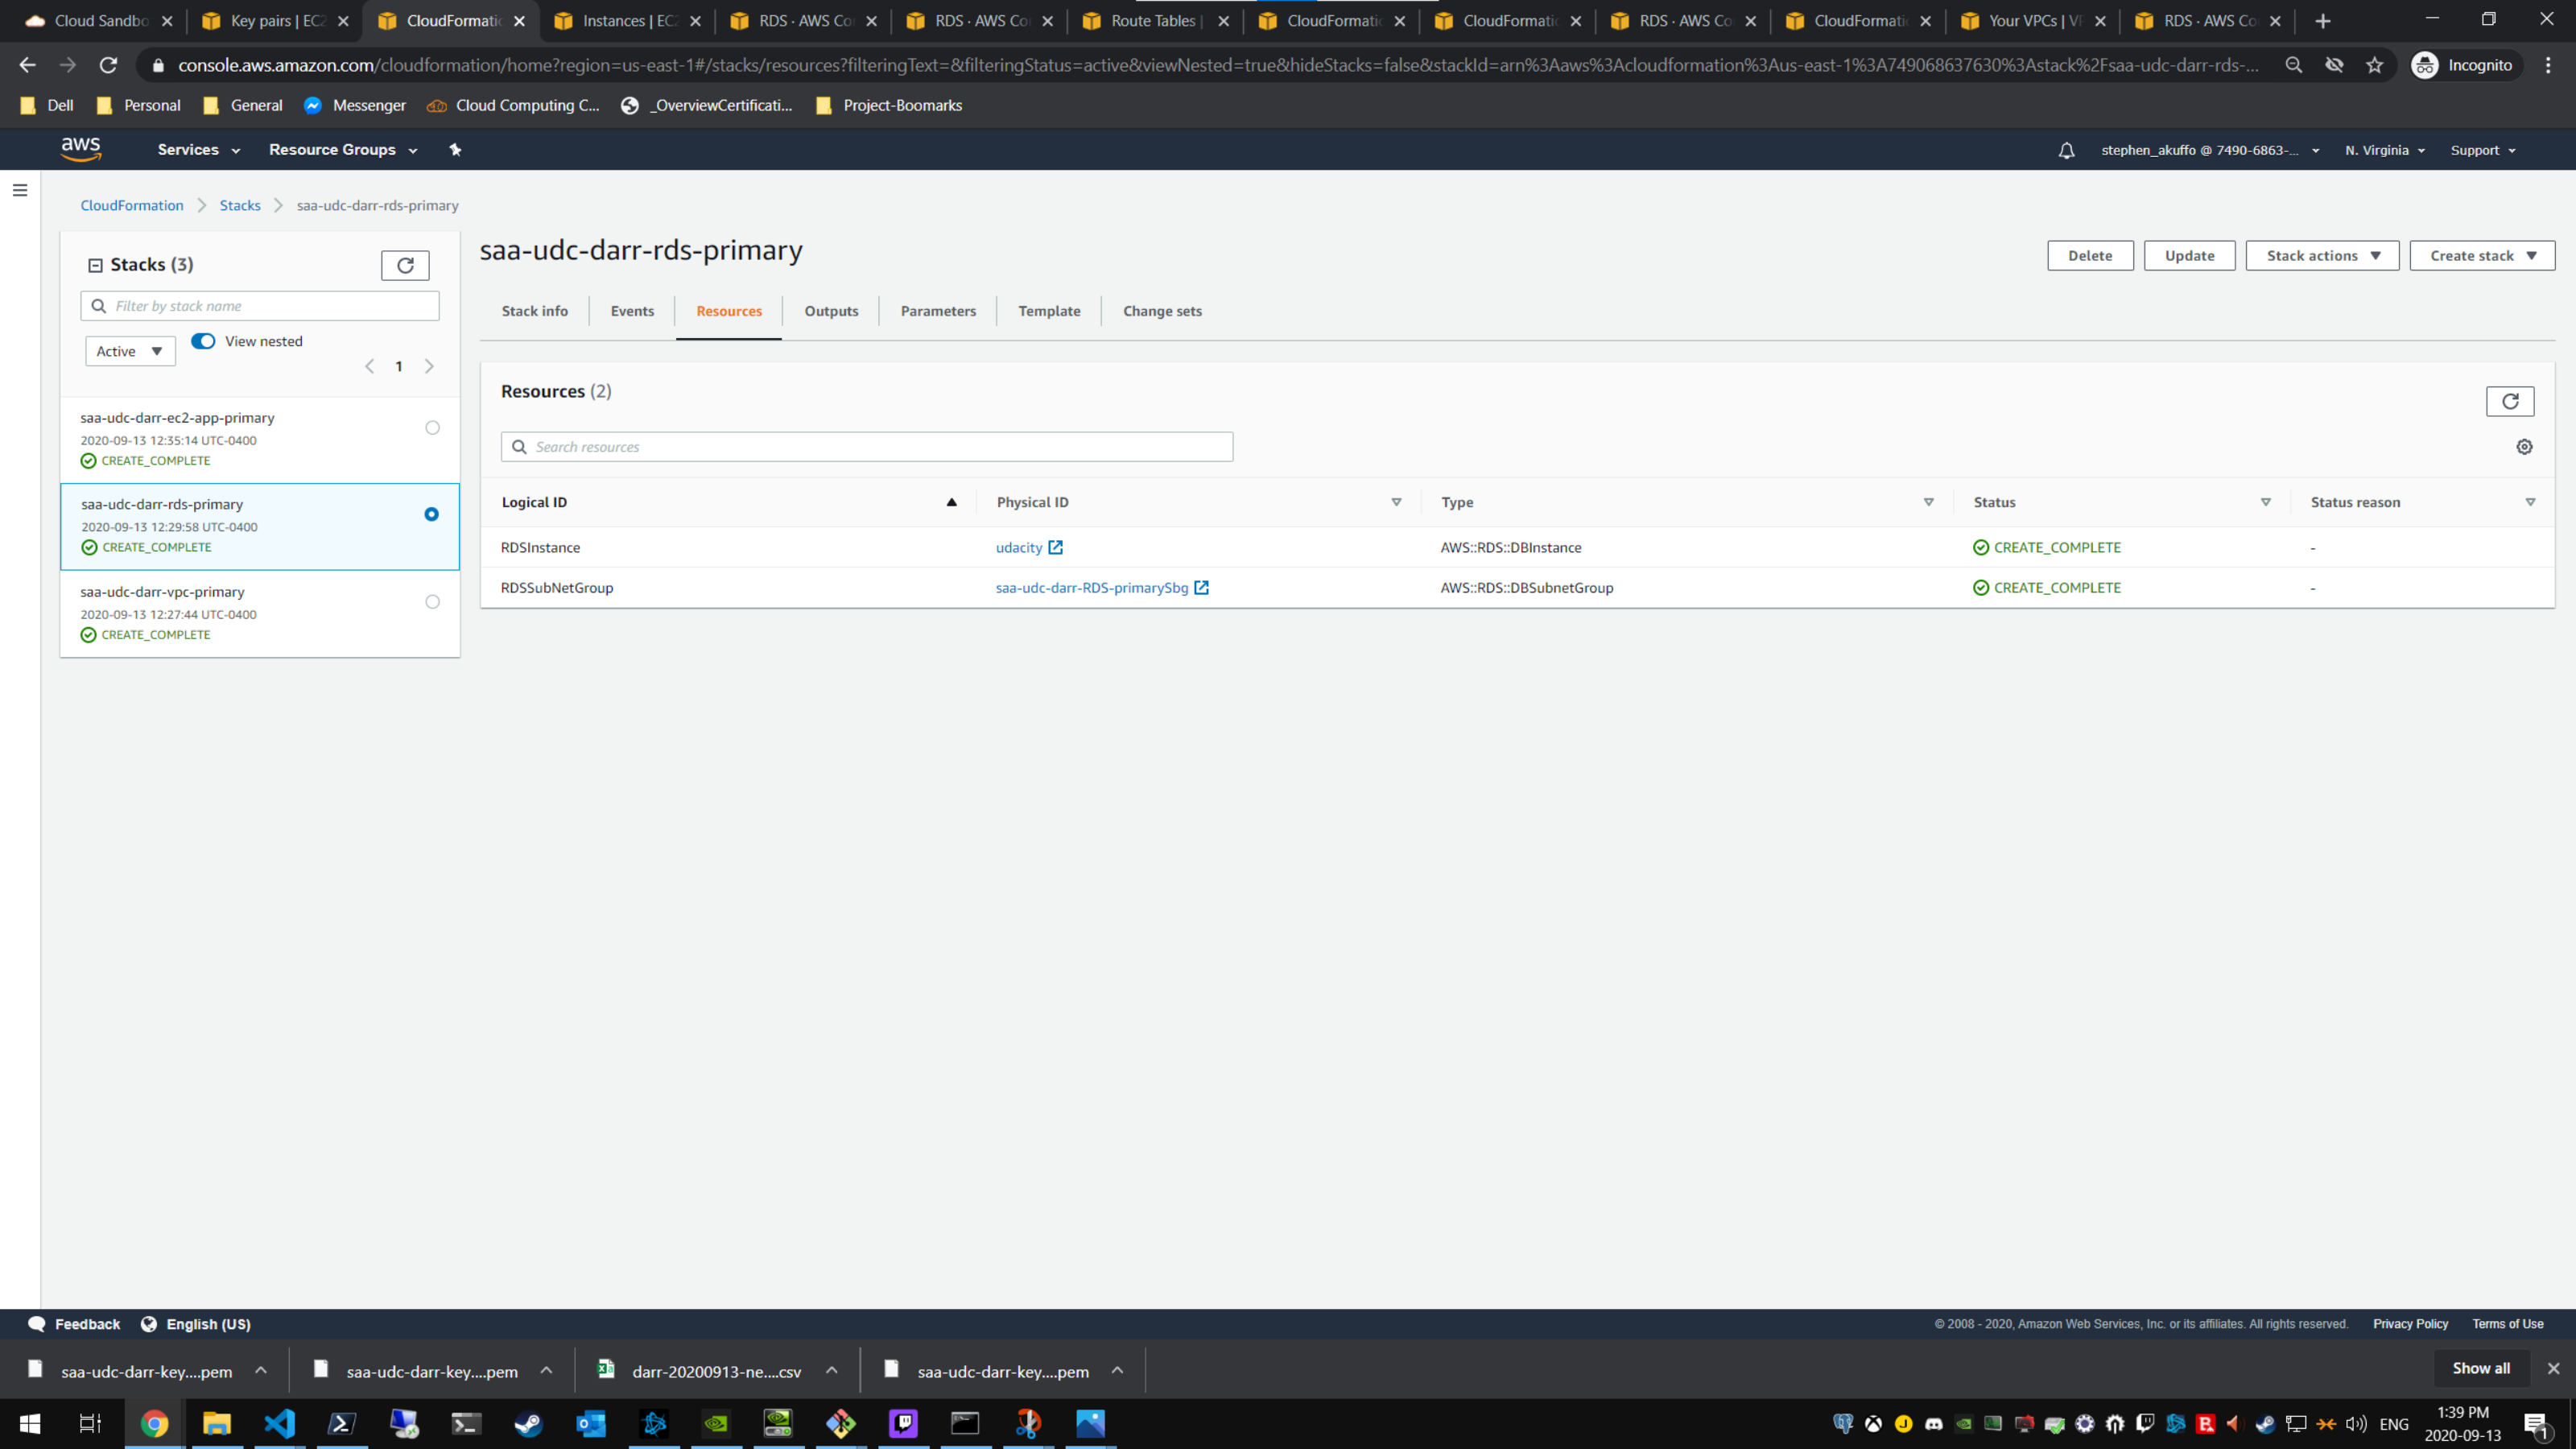 Cloud Sandbo
Key pairs | EC2
CloudFormatic
Instances | EC2
RDS · AWS Co
RDS · AWS Co
Route Tables |
CloudFormatic
CloudFormatic
RDS · AWS Co
CloudFormati
Your VPCs | VP
RDS · AWS Co
console.aws.amazon.com/cloudformation/home?region=us-east-1#/stacks/resources?filteringText=&filteringStatus=active&viewNested=true&hideStacks=false&stackId=arn%3Aaws%3Acloudformation%3Aus-east-1%3A749068637630%3Astack%2Fsaa-udc-darr-rds-...
Incognito
Dell
Personal
General
Messenger
Cloud Computing C...
_OverviewCertificati...
Project-Boomarks
aws
Services
Resource Groups
stephen_akuffo @ 7490-6863-...
N. Virginia
Support
CloudFormation
Stacks
saa-udc-darr-rds-primary
Stacks (3)
Filter by stack name
Active
View nested
1
saa-udc-darr-ec2-app-primary
2020-09-13 12:35:14 UTC-0400
CREATE_COMPLETE
saa-udc-darr-rds-primary
2020-09-13 12:29:58 UTC-0400
CREATE_COMPLETE
saa-udc-darr-vpc-primary
2020-09-13 12:27:44 UTC-0400
CREATE_COMPLETE
saa-udc-darr-rds-primary
Delete
Update
Stack actions
Create stack
Stack info
Events
Resources
Outputs
Parameters
Template
Change sets
Resources (2)
Search resources
Logical ID
Physical ID
Type
Status
Status reason
RDSInstance
udacity
AWS::RDS::DBInstance
CREATE_COMPLETE
-
RDSSubNetGroup
saa-udc-darr-RDS-primarySbg
AWS::RDS::DBSubnetGroup
CREATE_COMPLETE
-
Feedback
English (US)
© 2008 - 2020, Amazon Web Services, Inc. or its affiliates. All rights reserved.
Privacy Policy
Terms of Use
saa-udc-darr-key....pem
saa-udc-darr-key....pem
darr-20200913-ne....csv
saa-udc-darr-key....pem
Show all
ENG
1:39 PM
2020-09-13
1